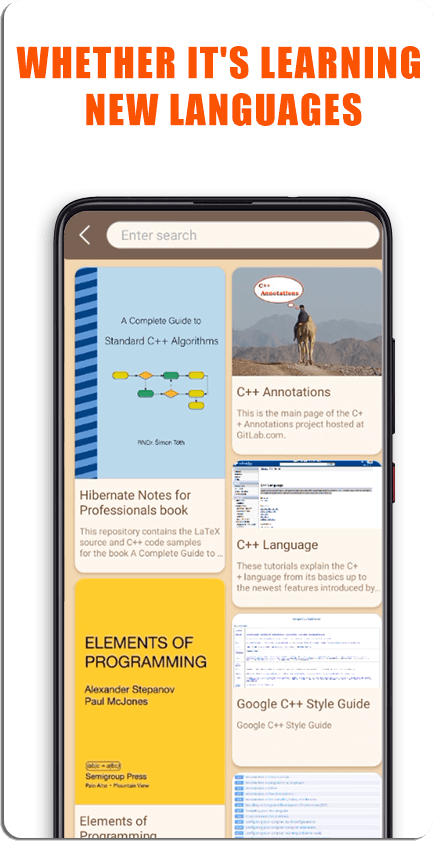 WHETHER IT'S LEARNING
NEW LANGUAGES
Enter search
A Complete Guide to
Standard C++ Algorithms
RNDr. Šimon Tóth
Hibernate Notes for
Professionals book
This repository contains the LaTeX
source and C++ code samples
for the book A Complete Guide to ...
ELEMENTS OF
PROGRAMMING
Alexander Stepanov
Paul McJones
Semigroup Press
Palo Alto • Mountain View
Elements of
Programming
C++
Annotations
C++ Annotations
This is the main page of the C+
+ Annotations project hosted at
GitLab.com.
C++ Language
C++ Language
These tutorials explain the C+
+ language from its basics up to
the newest features introduced by...
Google C++ Style Guide
Google C++ Style Guide